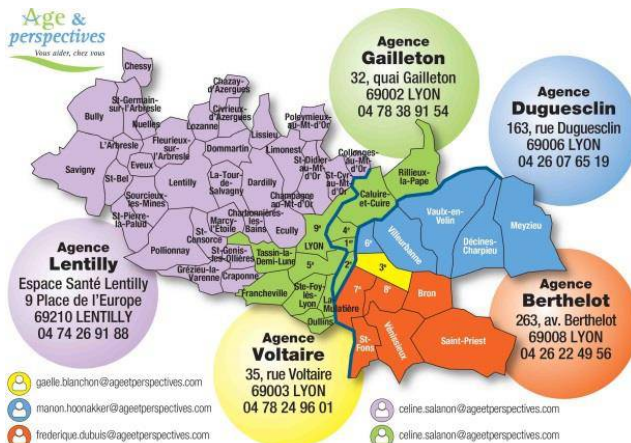 Age &
perspectives
Vous aider, chez vous
Agence
Gailleton
32, quai Gailleton
69002 LYON
04 78 38 91 54
Agence
Duguesclin
163, rue Duguesclin
69006 LYON
04 26 07 65 19
Chessy
Bully
St-Germain-
sur-l'Arbresle
Nuelles
Chazay-
d'Azergues
Civrieux-
d'Azergues
Lozanne
Lissieu
Poleymieux-
au-Mt-d'Or
L'Arbresle
Fleurieux-
sur-l'Arbresle
Dommartin
Limonest
St-Didier
au-Mt-
d'Or
Collonges-
au-Mt-
d'Or
St-Cyr-
au-Mt-
d'Or
Savigny
Eveux
St-Bel
Lentilly
La-Tour-
de-
Salvagny
Dardilly
Champagne
au-Mt-d'Or
Sourcieux-
les-Mines
St-Pierre-
la-Palud
Charbonnières-
les-Bains
Marcy-
l'Étoile
Ecully
St-
Consorce
Pollionnay
St-Genis-
les-Ollières
Grézieu-la-
Varenne
Craponne
Rillieux-
la-Pape
Caluire-
et-Cuire
9e
LYON
4e
1er
5e
2e
Tassin-la-
Demi-Lune
Francheville
Ste-Foy-
lès-
Lyon
La
Mulatière
Oullins
6e
Villeurbanne
Vaulx-en-
Velin
Décines-
Charpieu
Meyzieu
3e
7e
8e
Bron
St-
Fons
Vénissieux
Saint-Priest
Agence
Lentilly
Espace Santé Lentilly
9 Place de l'Europe
69210 LENTILLY
04 74 26 91 88
Agence
Voltaire
35, rue Voltaire
69003 LYON
04 78 24 96 01
Agence
Berthelot
263, av. Berthelot
69008 LYON
04 26 22 49 56
gaelle.blanchon@ageetperspectives.com
manon.hoonakker@ageetperspectives.com
frederique.dubuis@ageetperspectives.com
celine.salanon@ageetperspectives.com
celine.salanon@ageetperspectives.com